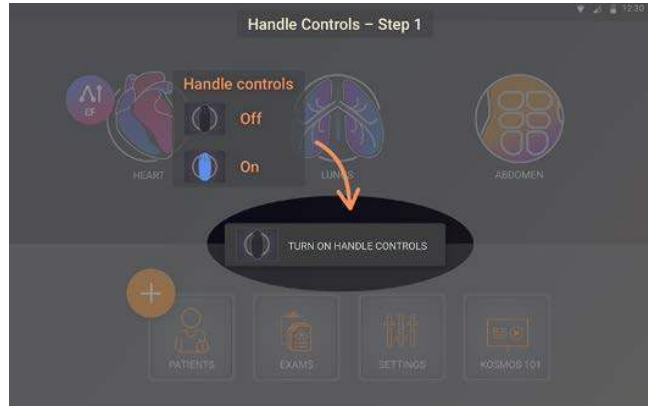 12:30
Handle Controls – Step 1
Handle controls
Off
On
AI
EF
HEART
LUNGS
ABDOMEN
TURN ON HANDLE CONTROLS
PATIENTS
EXAMS
SETTINGS
KOSMOS 101